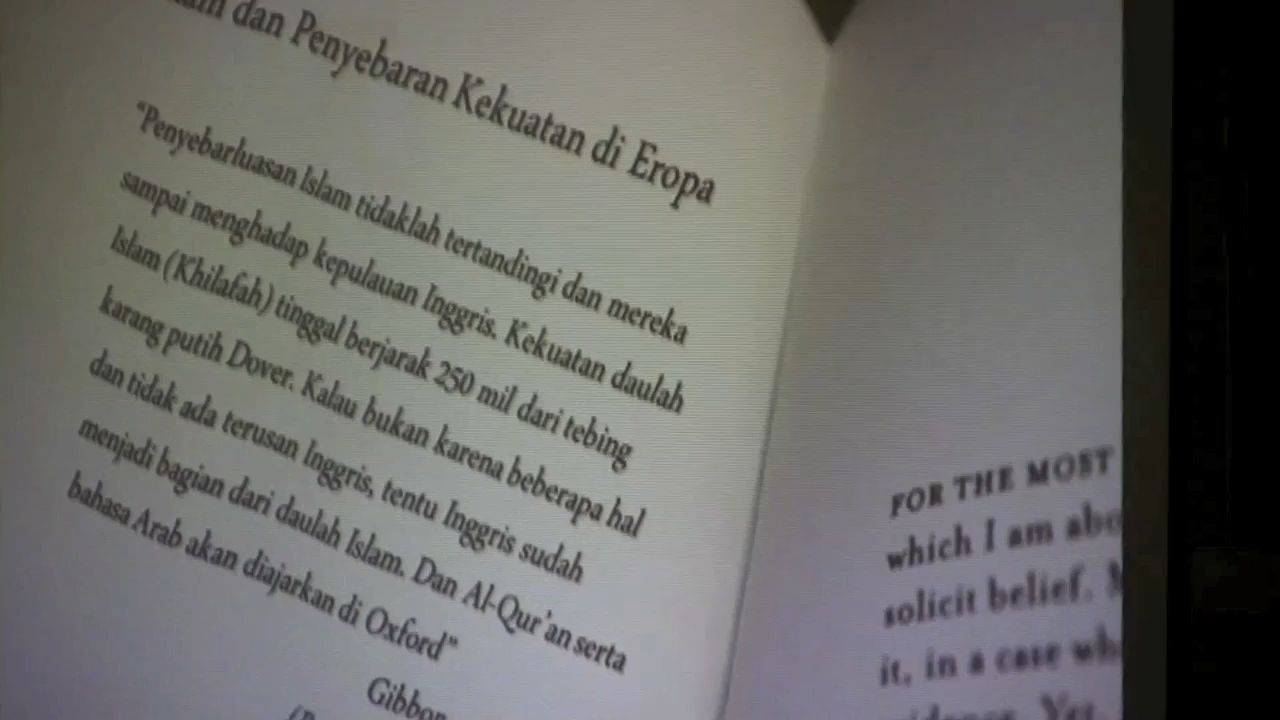 dan Penyebaran Kekuatan di Eropa
"Penyebarluasan Islam tidaklah tertandingi dan mereka
sampai menghadap kepulauan Inggris. Kekuatan daulah
Islam (Khilafah) tinggal berjarak 250 mil dari tebing
karang putih Dover. Kalau bukan karena beberapa hal
dan tidak ada terusan Inggris, tentu Inggris sudah
menjadi bagian dari daulah Islam. Dan Al-Qur'an serta
bahasa Arab akan diajarkan di Oxford"
Gibbon
FOR THE MOST
which I am
solicit belief.
it, in a case
Yet